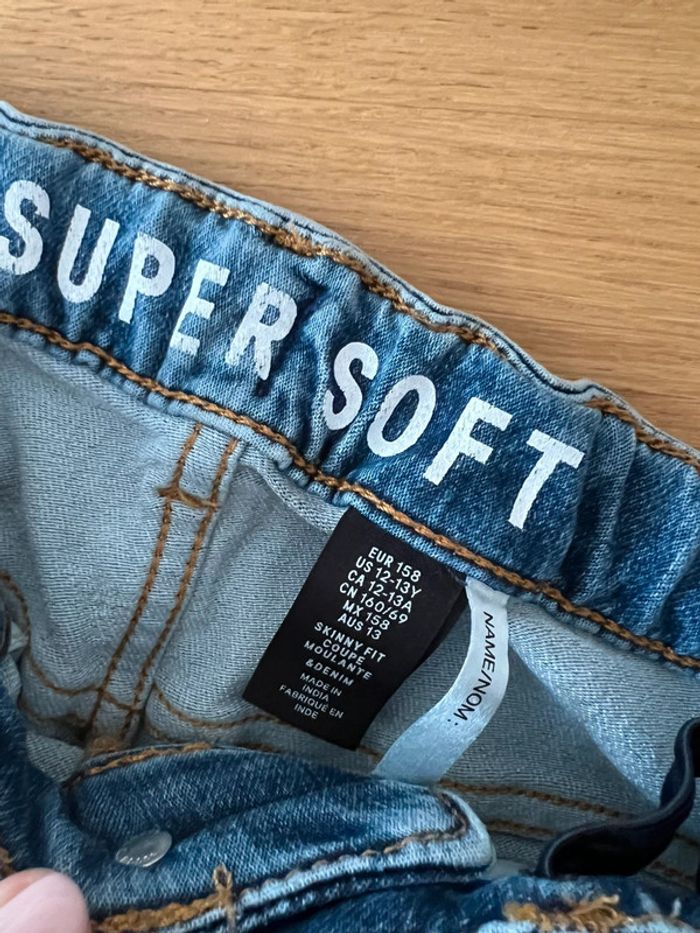 SUPER SOFT
EUR 158
US 12-13Y
CA 12-13A
CN 160/69
MX 158
AUS 13
SKINNY FIT
COUPE
MOULANTE
&DENIM
MADE IN
INDIA
FABRIQUÉ EN
INDE
NAME/NOM: